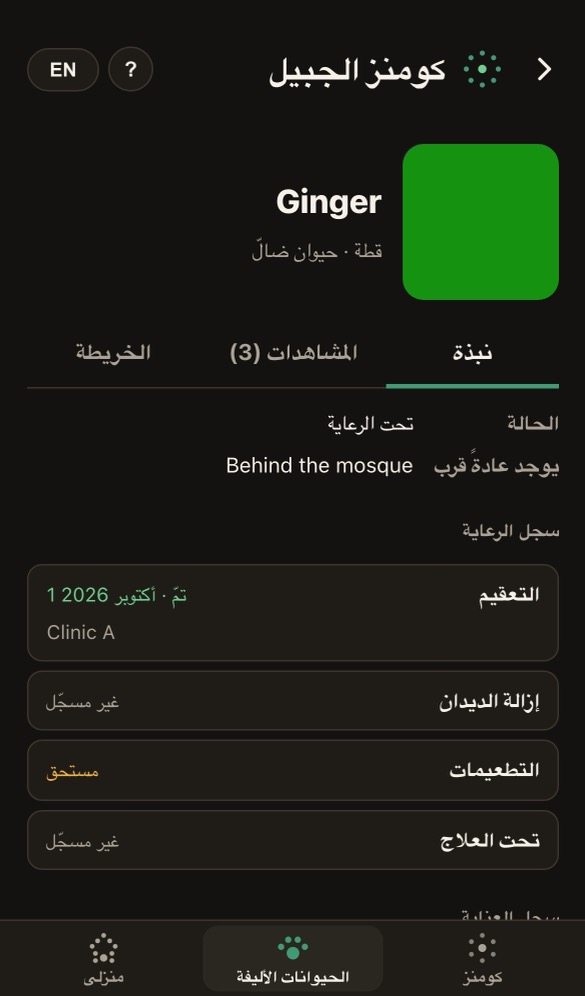 كومنز الجبيل
?
EN
Ginger
قطة · حيوان ضالّ
نبذة
المشاهدات (3)
الخريطة
الحالة تحت الرعاية
يوجد عادةً قرب Behind the mosque
سجل الرعاية
التعقيم تمّ · أكتوبر 2026 1
Clinic A
إزالة الديدان غير مسجّل
التطعيمات مستحق
تحت العلاج غير مسجّل
سجل العناية
كومنز
الحيوانات الأليفة
منزلي